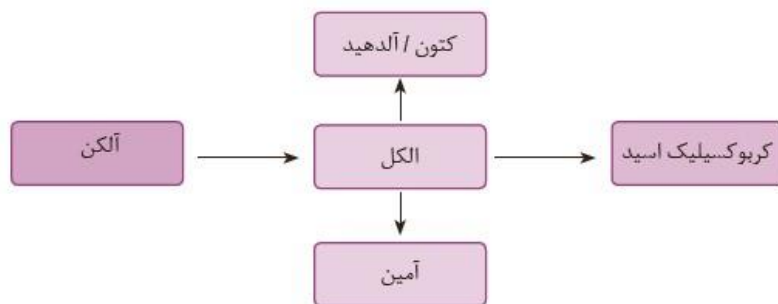 کتون / آلدهید
آلکن
الکل
کربوکسیلیک اسید
آمین